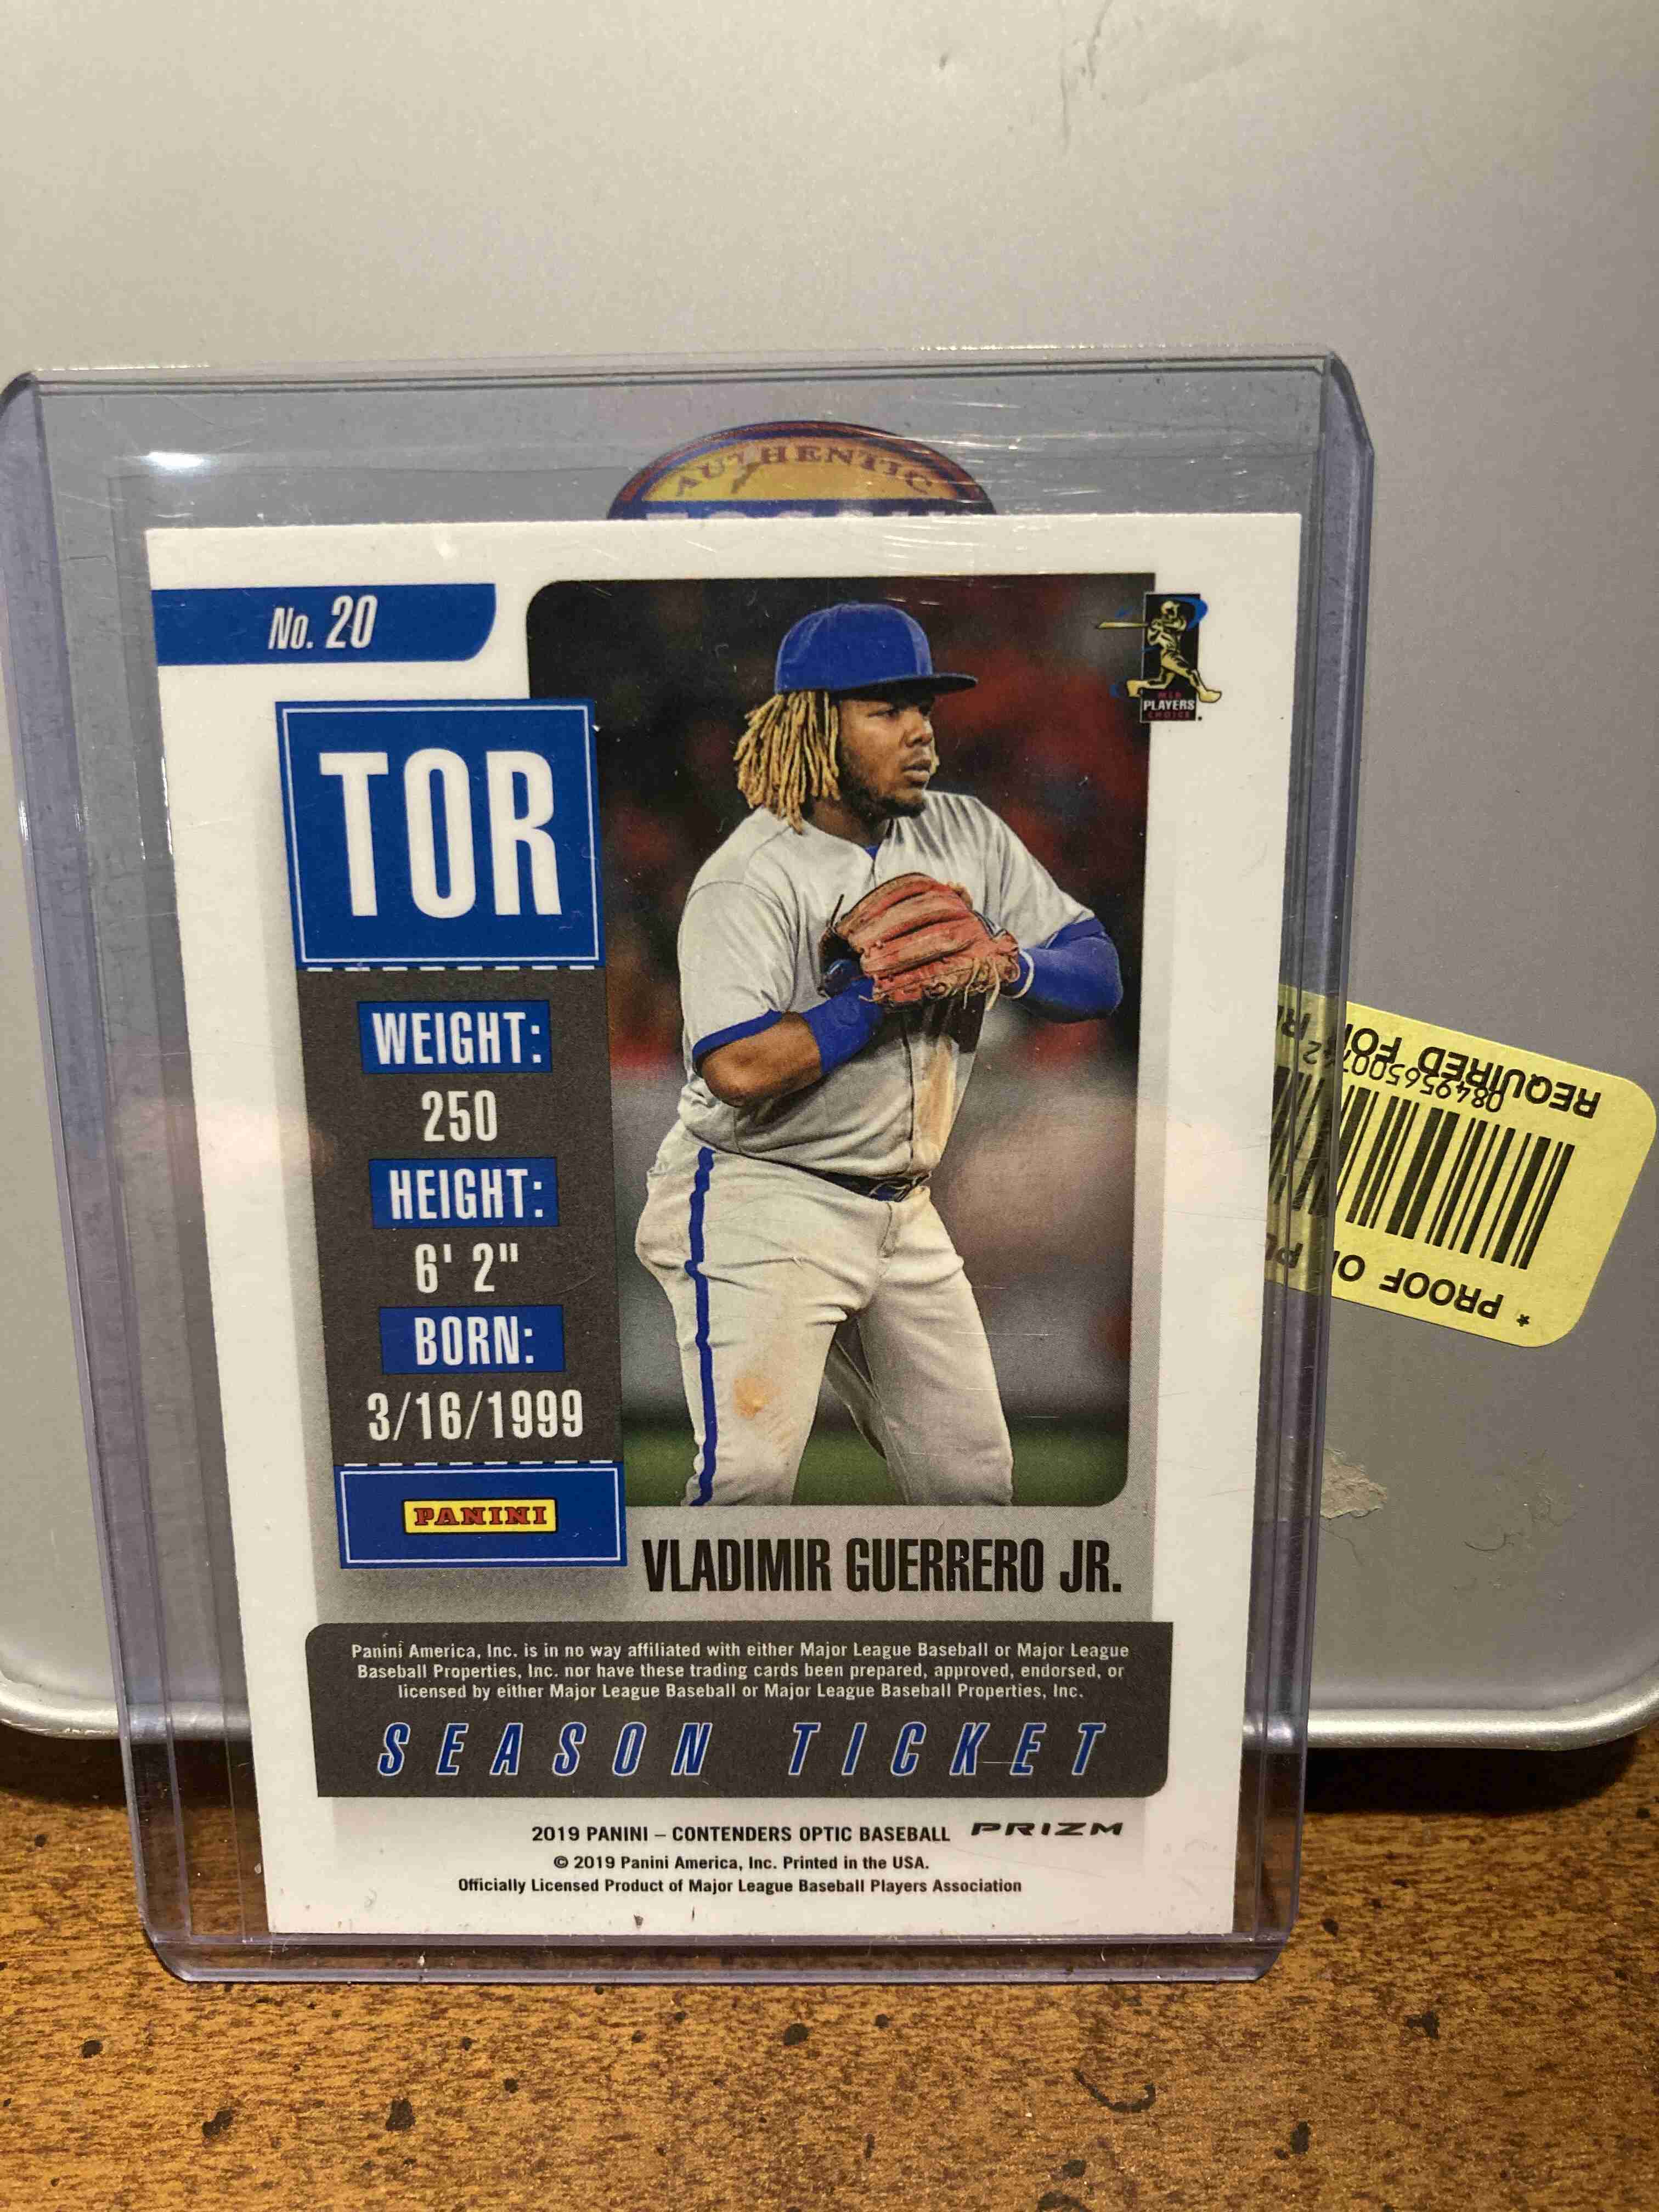 AUTHENTIC
No. 20
PLAYERS
CHOICE
TOR
WEIGHT:
250
HEIGHT:
6' 2"
BORN:
3/16/1999
PANINI
VLADIMIR GUERRERO JR.
Panini America, Inc. is in no way affiliated with either Major League Baseball or Major League
Baseball Properties, Inc. nor have these trading cards been prepared, approved, endorsed, or
licensed by either Major League Baseball or Major League Baseball Properties, Inc.
SEASON TICKET
2019 PANINI – CONTENDERS OPTIC BASEBALL PRIZM
© 2019 Panini America, Inc. Printed in the USA.
Officially Licensed Product of Major League Baseball Players Association
* PROOF
REQUIRED